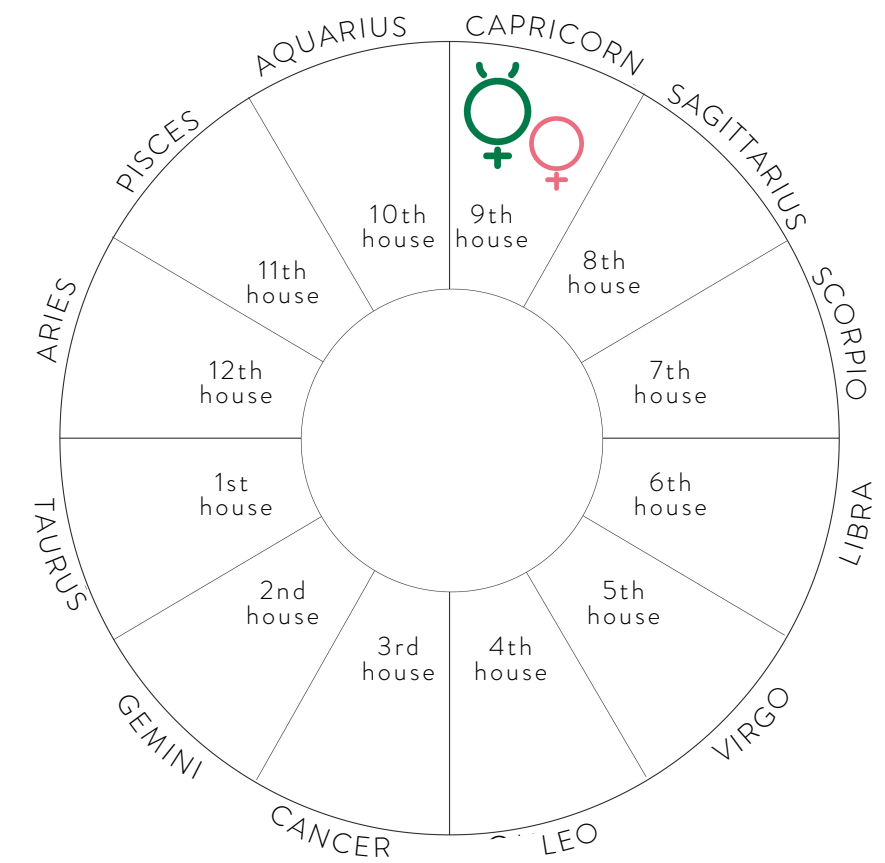 AQUARIUS
CAPRICORN
SAGITTARIUS
PISCES
SCORPIO
ARIES
10th
house
9th
house
11th
house
8th
house
12th
house
7th
house
1st
house
6th
house
TAURUS
LIBRA
2nd
house
5th
house
3rd
house
4th
house
GEMINI
VIRGO
CANCER
LEO